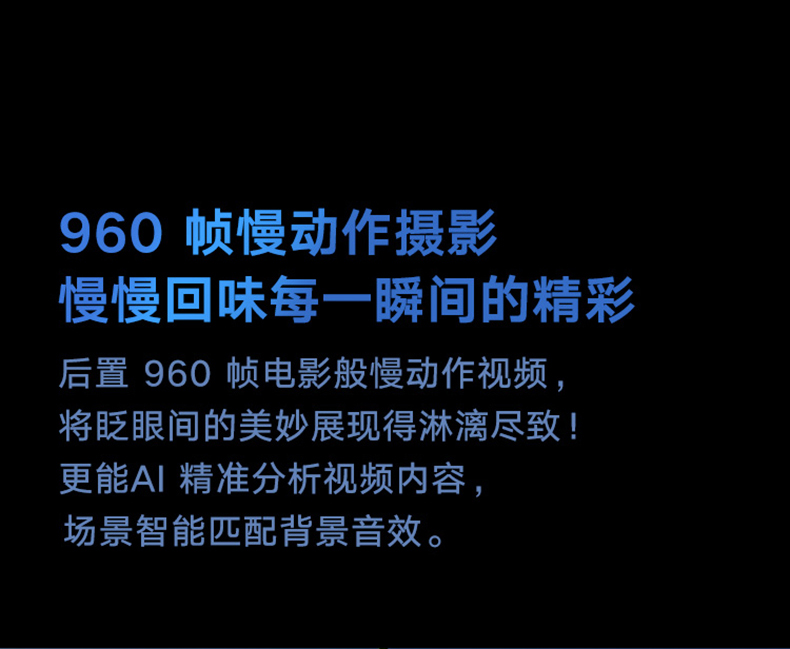 960 帧慢动作摄影
慢慢回味每一瞬间的精彩
后置 960 帧电影般慢动作视频，
将眨眼间的美妙展现得淋漓尽致！
更能AI 精准分析视频内容，
场景智能匹配背景音效。